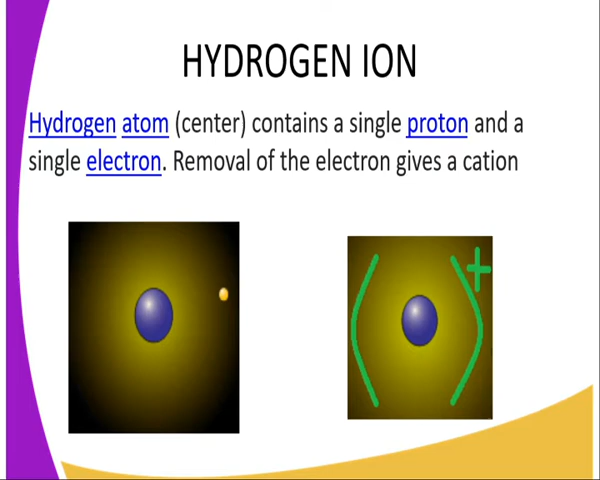 HYDROGEN ION
Hydrogen atom (center) contains a single proton and a
single electron. Removal of the electron gives a cation
+